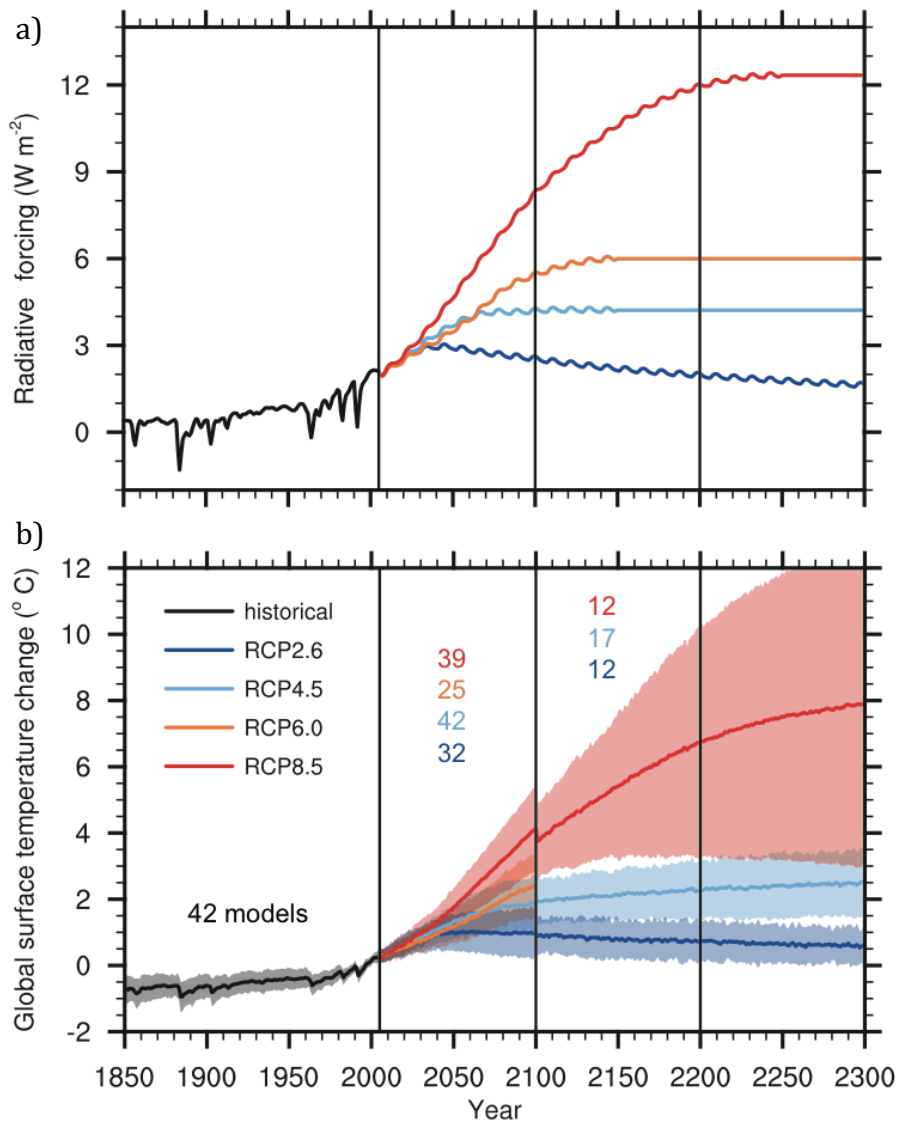 a)
Radiative forcing (W m-2)
12
9
6
3
0
b)
Global surface temperature change (o C)
12
10
8
6
4
2
0
-2
historical
RCP2.6
RCP4.5
RCP6.0
RCP8.5
39
25
42
32
12
17
12
42 models
1850 1900 1950 2000 2050 2100 2150 2200 2250 2300
Year